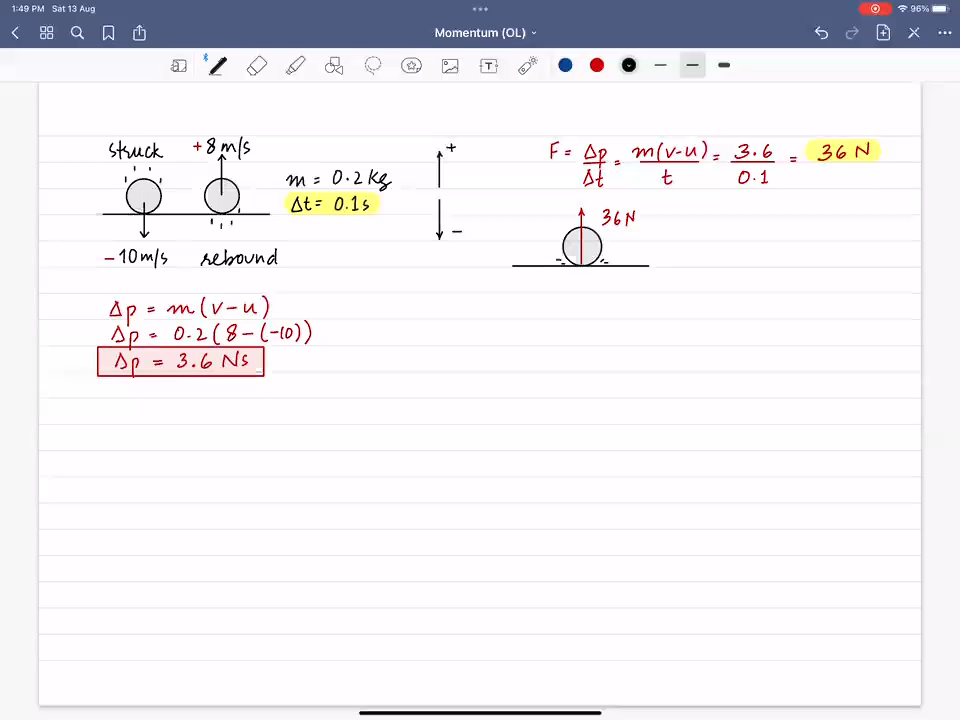 1:49 PM Sat 13 Aug
96%
Momentum (OL)
T
struck +8 m/s
m = 0.2 Kg
Δt = 0.1s
-10 m/s rebound
+
-
F = Δp/Δt = m(v-u)/t = 3.6/0.1 = 36 N
36 N
Δp = m(v-u)
Δp = 0.2(8-(-10))
Δp = 3.6 Ns